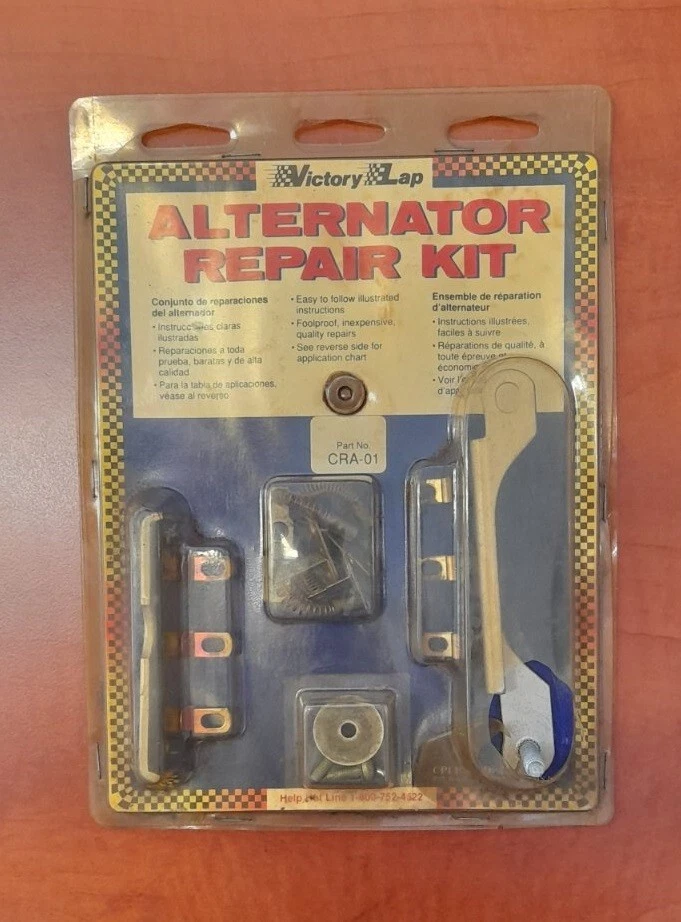 Victory Lap
ALTERNATOR
REPAIR KIT
Conjunto de reparaciones
del alternador
• claras
ilustradas
• Reparaciones a toda
prueba, baratas y de alta
calidad
• Para la tabla de aplicaciones,
véase al reverso
• Easy to follow illustrated
instructions
• Foolproof, inexpensive,
quality repairs
• See reverse side for
application chart
Ensemble de réparation
d'alternateur
• Instructions illustrées,
faciles à suivre
• Réparations de qualité, à
toute épreuve
• Voir
Part No.
CRA-01
Help Line 1-800-752-4322